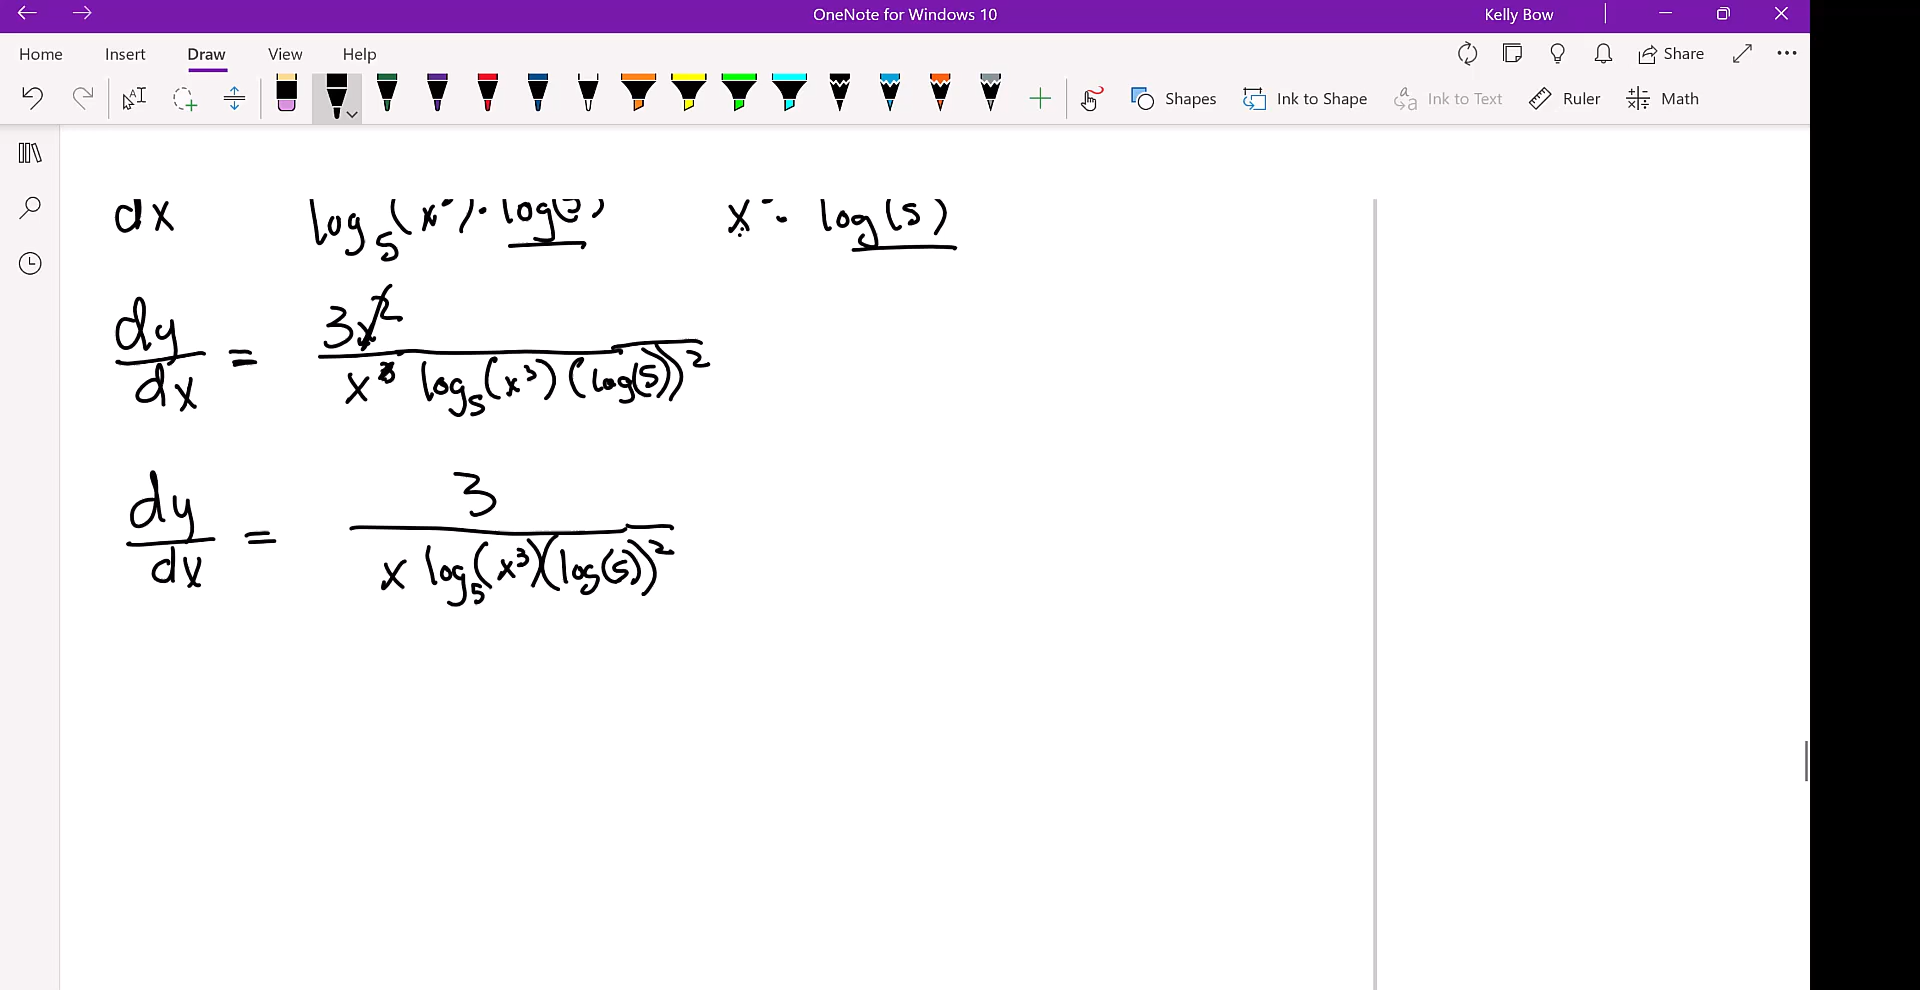 OneNote for Windows 10
Kelly Bow
Home Insert Draw View Help
Share
Shapes Ink to Shape Ink to Text Ruler Math
dx log₅(x³)·log(5) x³· log(5)
dy/dx = 3x²/(x³ log₅(x³)(log(5))²)
dy/dx = 3/(x log₅(x³)(log(5))²)